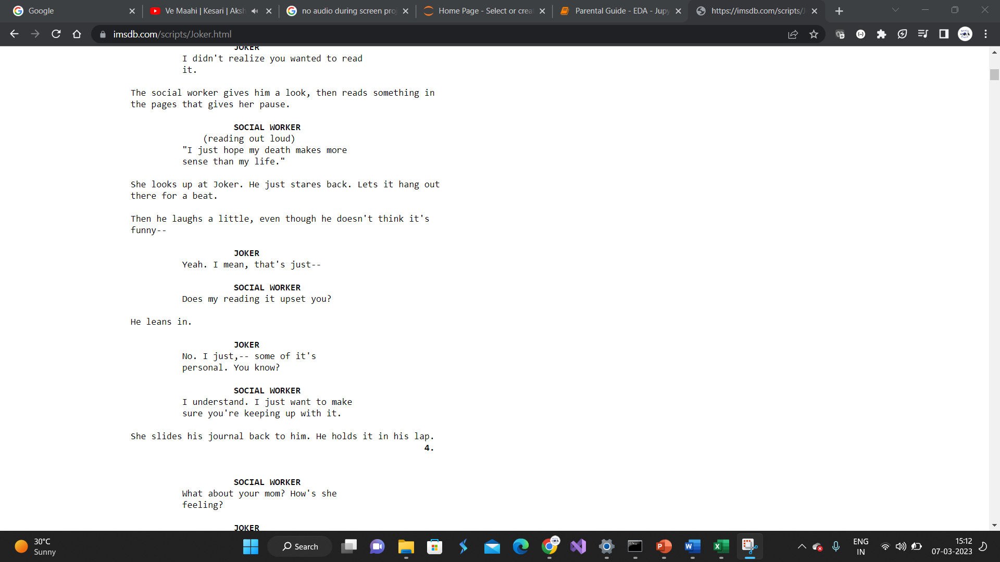 Google
Ve Maahi | Kesari | Aksh
no audio during screen pro
Home Page - Select or crea
Parental Guide - EDA - Jupy
https://imsdb.com/scripts/J
imsdb.com/scripts/Joker.html
JOKER
I didn't realize you wanted to read
it.
The social worker gives him a look, then reads something in
the pages that gives her pause.
SOCIAL WORKER
(reading out loud)
"I just hope my death makes more
sense than my life."
She looks up at Joker. He just stares back. Lets it hang out
there for a beat.
Then he laughs a little, even though he doesn't think it's
funny--
JOKER
Yeah. I mean, that's just--
SOCIAL WORKER
Does my reading it upset you?
He leans in.
JOKER
No. I just,-- some of it's
personal. You know?
SOCIAL WORKER
I understand. I just want to make
sure you're keeping up with it.
She slides his journal back to him. He holds it in his lap.
4.
SOCIAL WORKER
What about your mom? How's she
feeling?
JOKER
30°C
Sunny
Search
ENG
IN
15:12
07-03-2023